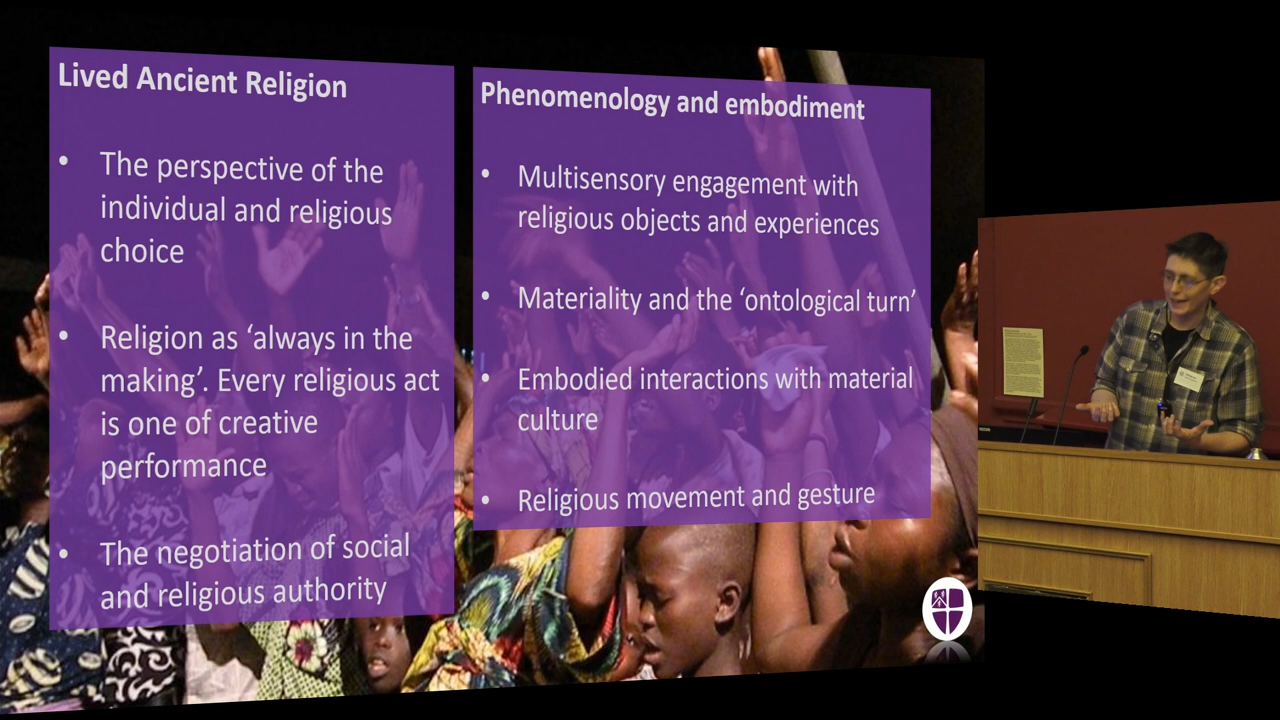 Lived Ancient Religion
• The perspective of the
individual and religious
choice
• Religion as ‘always in the
making’. Every religious act
is one of creative
performance
• The negotiation of social
and religious authority
Phenomenology and embodiment
• Multisensory engagement with
religious objects and experiences
• Materiality and the ‘ontological turn’
• Embodied interactions with material
culture
• Religious movement and gesture